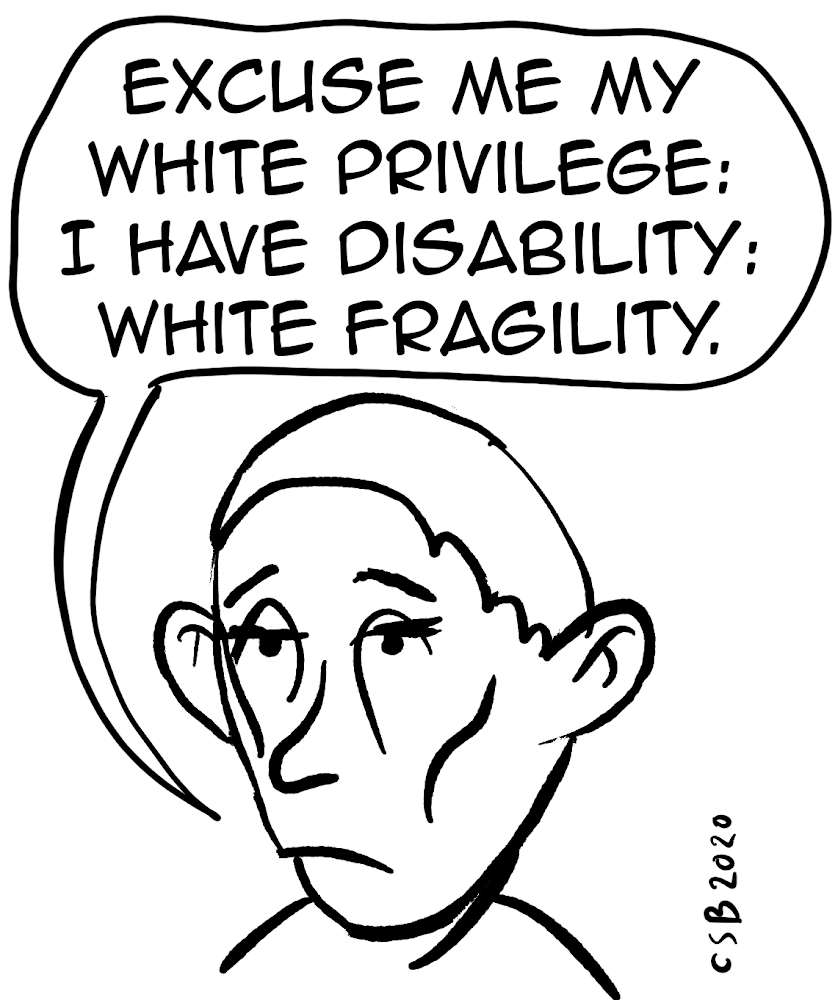 EXCUSE ME MY
WHITE PRIVILEGE:
I HAVE DISABILITY:
WHITE FRAGILITY.
CSB2020